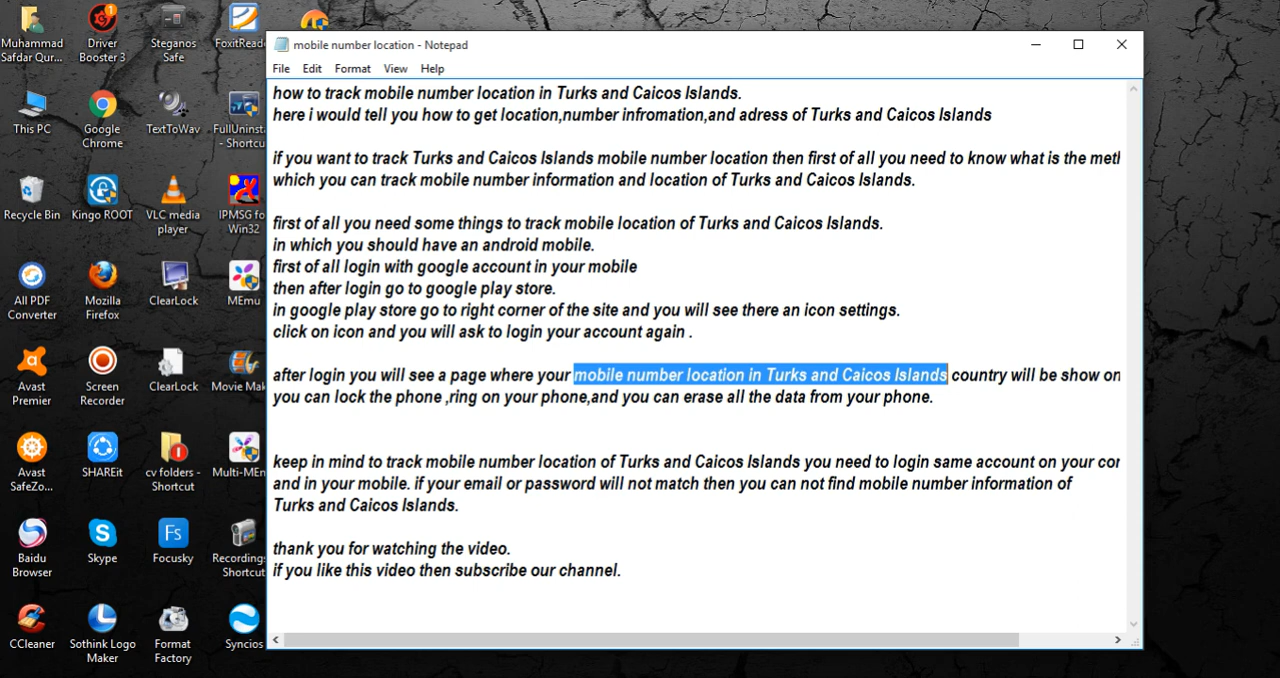 Muhammad Safdar Qur...
Driver Booster 3
Steganos Safe
FoxitReade
This PC
Google Chrome
TextToWav
FullUninst - Shortcu
Recycle Bin
Kingo ROOT
VLC media player
IPMSG fo Win32
All PDF Converter
Mozilla Firefox
ClearLock
MEmu
Avast Premier
Screen Recorder
ClearLock
Movie Mak
Avast SafeZo...
SHAREit
cv folders - Shortcut
Multi-MEn
Baidu Browser
Skype
Fs
Focusky
Recordings Shortcut
CCleaner
Sothink Logo Maker
Format Factory
Syncios
mobile number location - Notepad
File Edit Format View Help
how to track mobile number location in Turks and Caicos Islands.
here i would tell you how to get location,number infromation,and adress of Turks and Caicos Islands
if you want to track Turks and Caicos Islands mobile number location then first of all you need to know what is the meth
which you can track mobile number information and location of Turks and Caicos Islands.
first of all you need some things to track mobile location of Turks and Caicos Islands.
in which you should have an android mobile.
first of all login with google account in your mobile
then after login go to google play store.
in google play store go to right corner of the site and you will see there an icon settings.
click on icon and you will ask to login your account again .
after login you will see a page where your mobile number location in Turks and Caicos Islands country will be show on
you can lock the phone ,ring on your phone,and you can erase all the data from your phone.
keep in mind to track mobile number location of Turks and Caicos Islands you need to login same account on your cor
and in your mobile. if your email or password will not match then you can not find mobile number information of
Turks and Caicos Islands.
thank you for watching the video.
if you like this video then subscribe our channel.